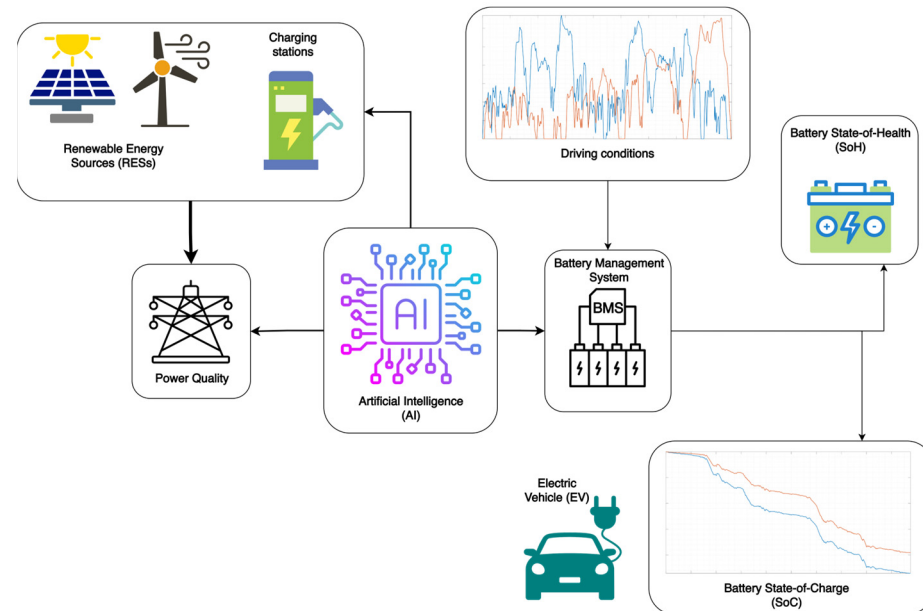 Charging
stations
Renewable Energy
Sources (RESs)
Driving conditions
Battery State-of-Health
(SoH)
Power Quality
AI
Artificial Intelligence
(AI)
Battery Management
System
BMS
Electric
Vehicle (EV)
Battery State-of-Charge
(SoC)